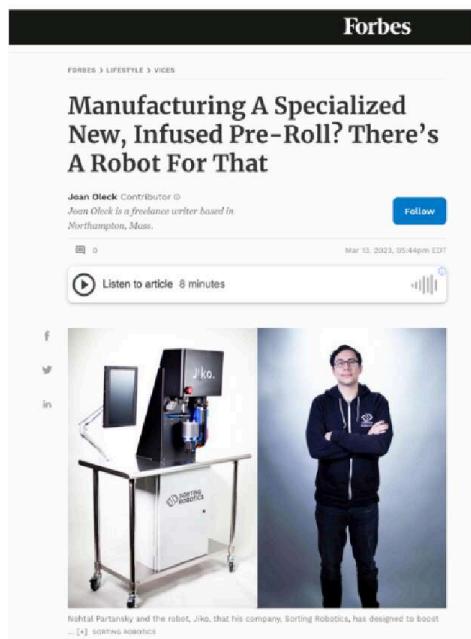 Forbes
FORBES > LIFESTYLE > VICES
Manufacturing A Specialized
New, Infused Pre-Roll? There's
A Robot For That
Joan Oleck Contributor
Joan Oleck is a freelance writer based in
Northampton, Mass.
Follow
0
Mar 13, 2023, 05:44pm EDT
Listen to article 8 minutes
Jiko.
SORTING
ROBOTICS
Nohtal Partansky and the robot, Jiko, that his company, Sorting Robotics, has designed to boost
... [+] SORTING ROBOTICS